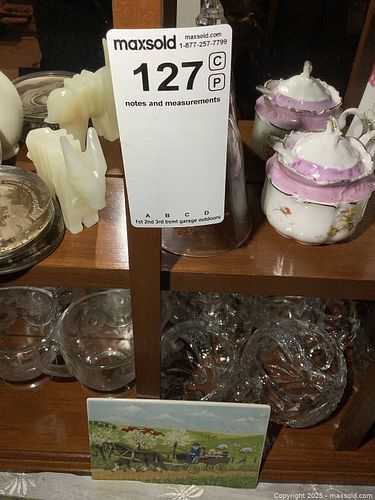 maxsold
maxsold.com
1-877-257-7799
127
C
P
notes and measurements
A B C D
1st 2nd 3rd bsmt garage outdoors
Copyright 2025 - maxsold.com